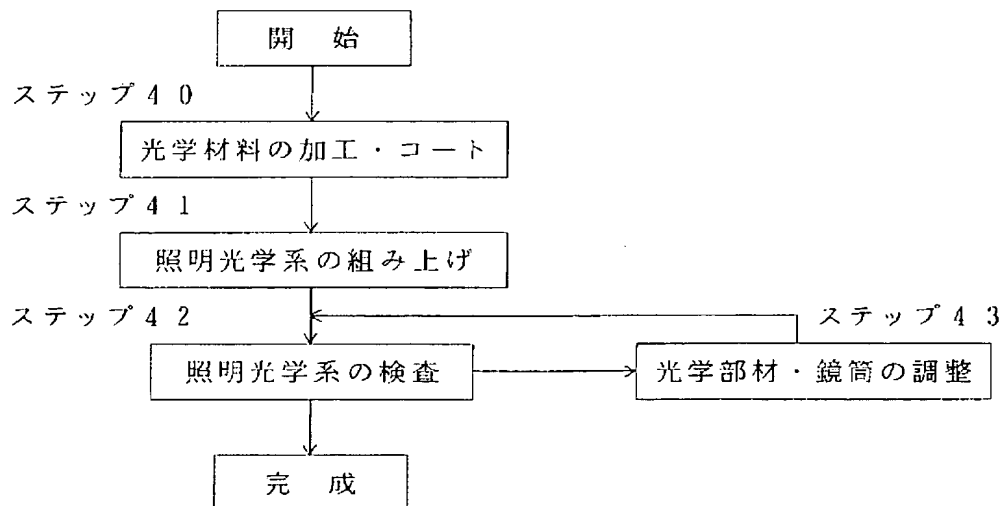 開　始
ステップ４０
光学材料の加工・コート
ステップ４１
照明光学系の組み上げ
ステップ４２
ステップ４３
照明光学系の検査
光学部材・鏡筒の調整
完　成